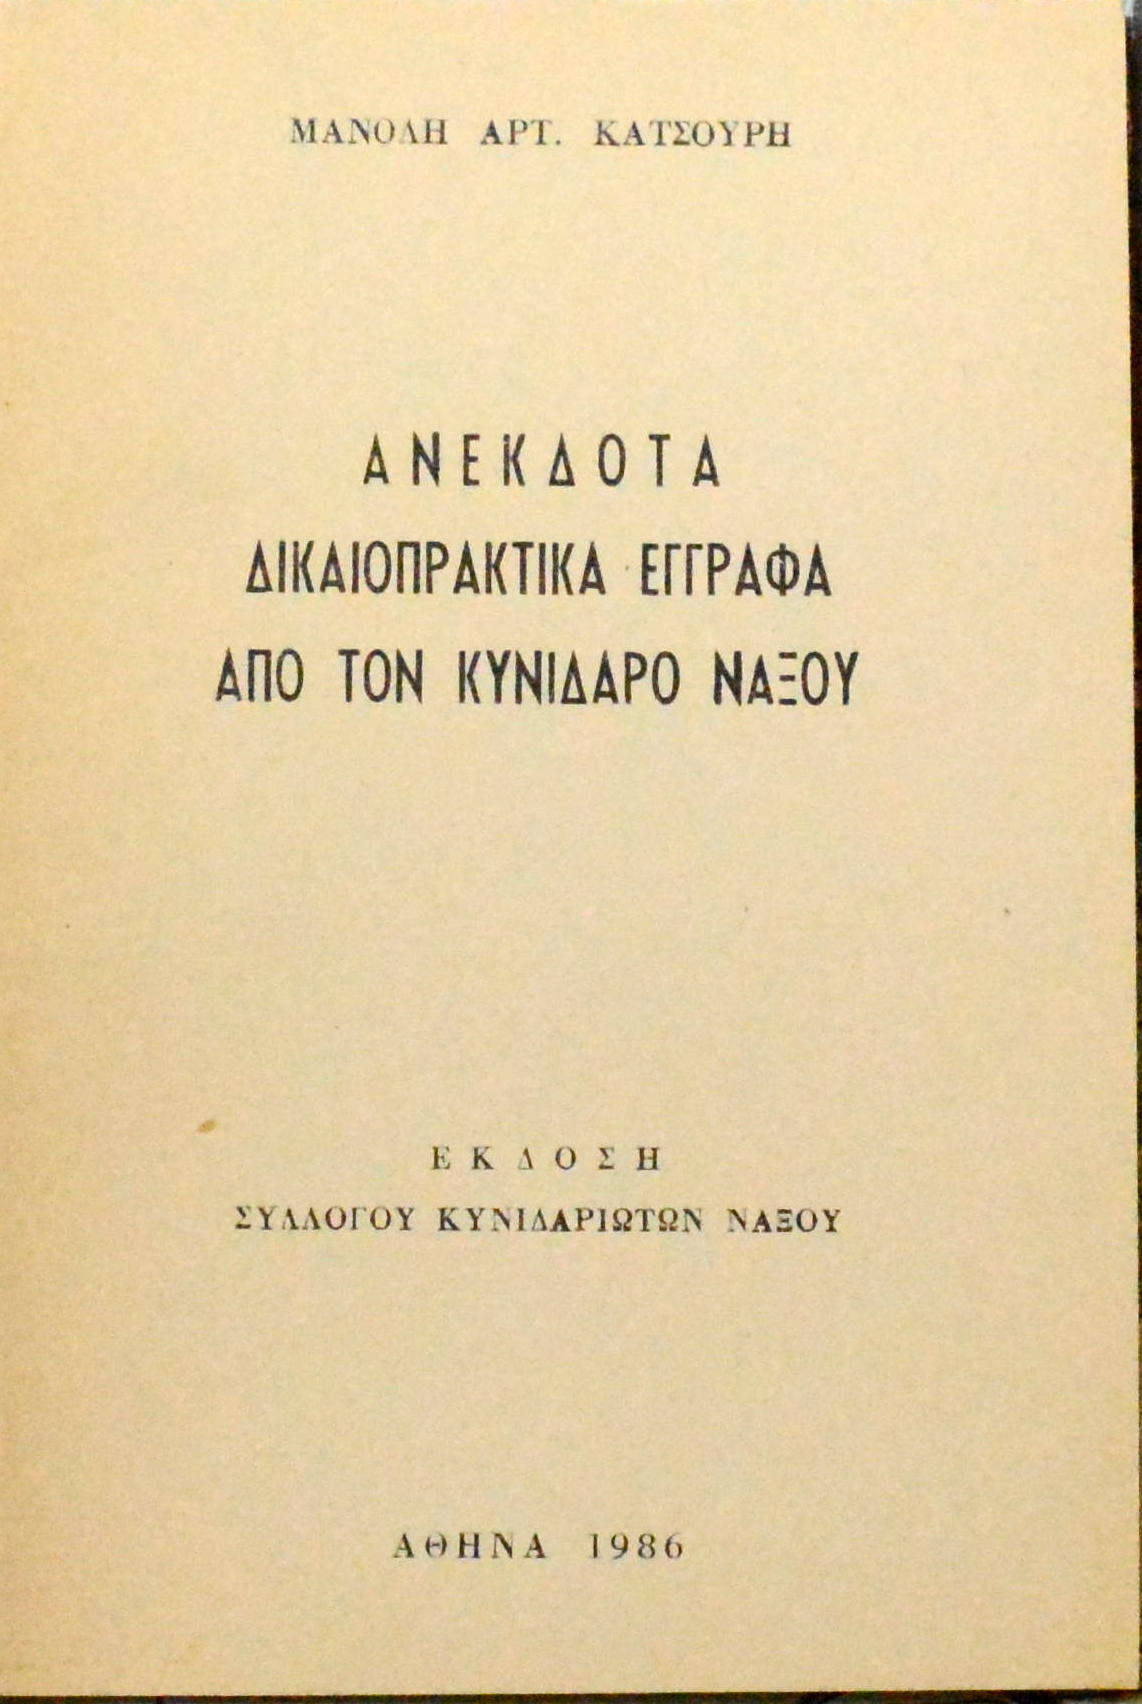 ΜΑΝΟΛΗ ΑΡΤ. ΚΑΤΣΟΥΡΗ
ΑΝΕΚΔΟΤΑ
ΔΙΚΑΙΟΠΡΑΚΤΙΚΑ ΕΓΓΡΑΦΑ
ΑΠΟ ΤΟΝ ΚΥΝΙΔΑΡΟ ΝΑΞΟΥ
ΕΚΔΟΣΗ
ΣΥΛΛΟΓΟΥ ΚΥΝΙΔΑΡΙΩΤΩΝ ΝΑΞΟΥ
ΑΘΗΝΑ 1986